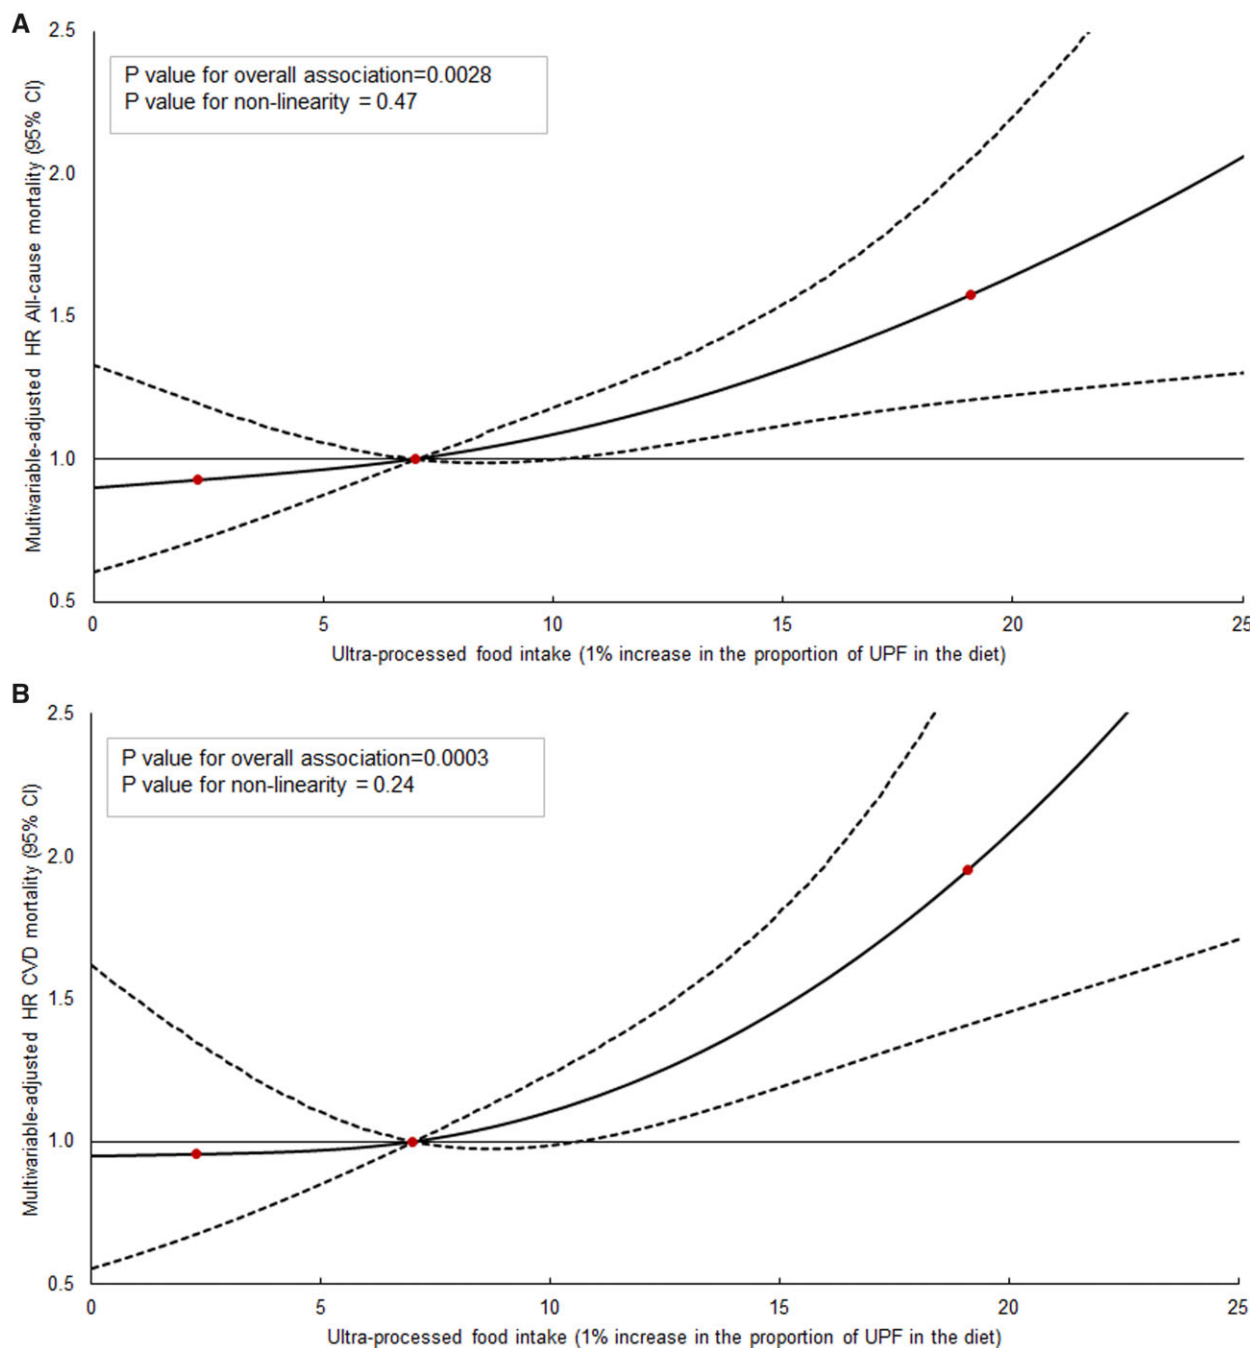 A
2.5
P value for overall association=0.0028
P value for non-linearity = 0.47
2.0
1.5
1.0
0.5
Multivariable-adjusted HR All-cause mortality (95% CI)
0 5 10 15 20 25
Ultra-processed food intake (1% increase in the proportion of UPF in the diet)
B
2.5
P value for overall association=0.0003
P value for non-linearity = 0.24
2.0
1.5
1.0
0.5
Multivariable-adjusted HR CVD mortality (95% CI)
0 5 10 15 20 25
Ultra-processed food intake (1% increase in the proportion of UPF in the diet)